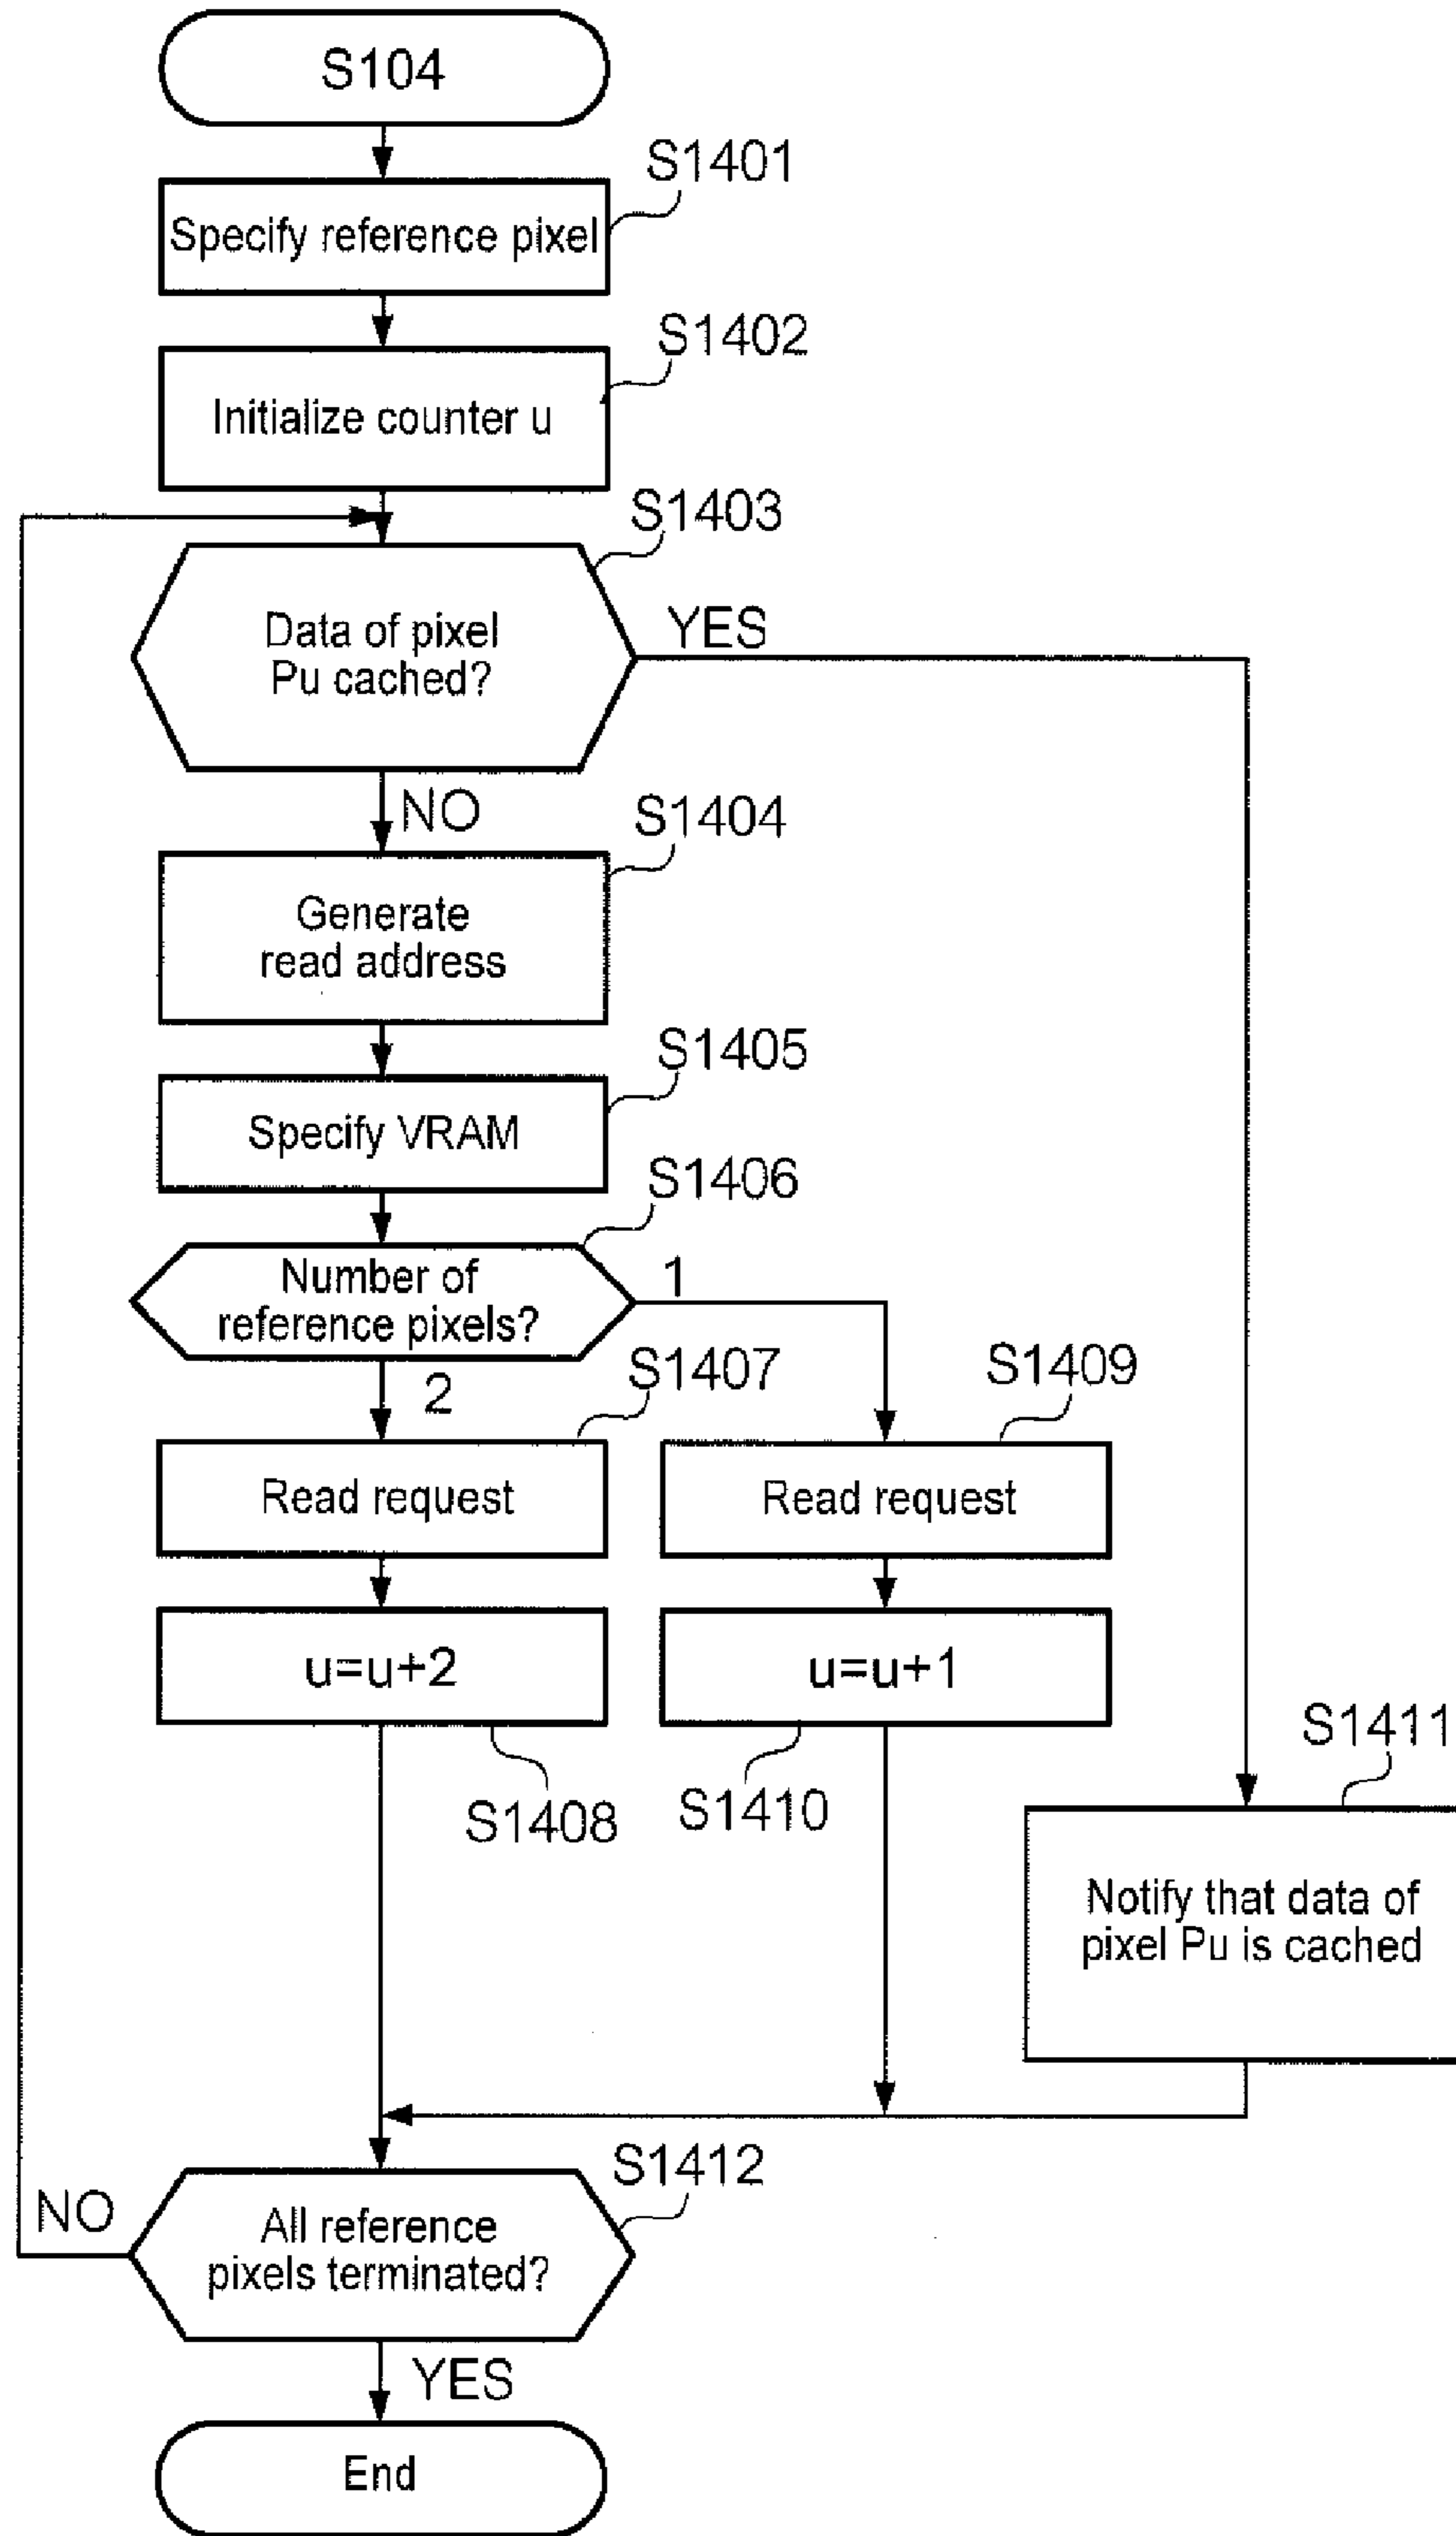 S104
S1401
Specify reference pixel
S1402
Initialize counter u
S1403
Data of pixel
Pu cached?
YES
NO
S1404
Generate
read address
S1405
Specify VRAM
S1406
Number of
reference pixels?
1
2
S1407
S1409
Read request
Read request
u=u+2
u=u+1
S1408
S1410
S1411
Notify that data of
pixel Pu is cached
S1412
NO
All reference
pixels terminated?
YES
End